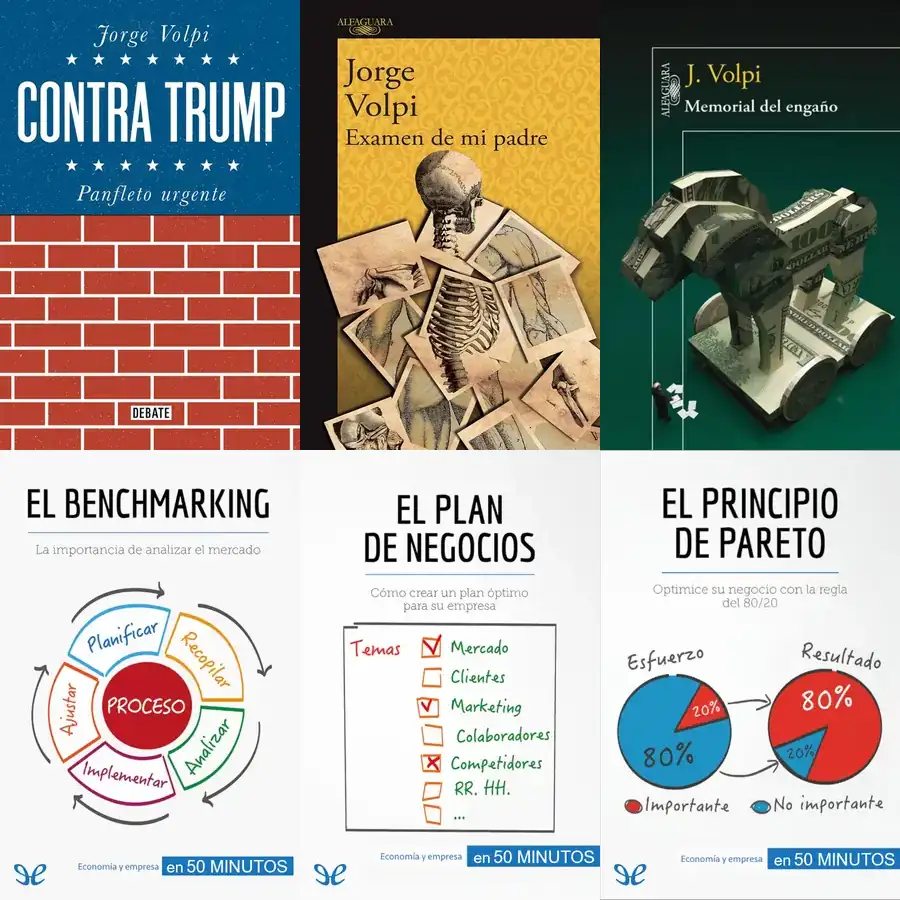 Jorge Volpi
CONTRA TRUMP
Panfleto urgente
DEBATE
ALFAGUARA
Jorge
Volpi
Examen de mi padre
ALFAGUARA
J. Volpi
Memorial del engaño
100
DOLLARS
DOLLAR
EL BENCHMARKING
La importancia de analizar el mercado
Planificar
Recopilar
Analizar
Implementar
Ajustar
PROCESO
Economía y empresa
en 50 MINUTOS
EL PLAN
DE NEGOCIOS
Cómo crear un plan óptimo
para su empresa
Temas
Mercado
Clientes
Marketing
Colaboradores
Competidores
RR. HH.
...
Economía y empresa
en 50 MINUTOS
EL PRINCIPIO
DE PARETO
Optimice su negocio con la regla
del 80/20
Esfuerzo
Resultado
20%
80%
80%
20%
Importante
No importante
Economía y empresa
en 50 MINUTOS